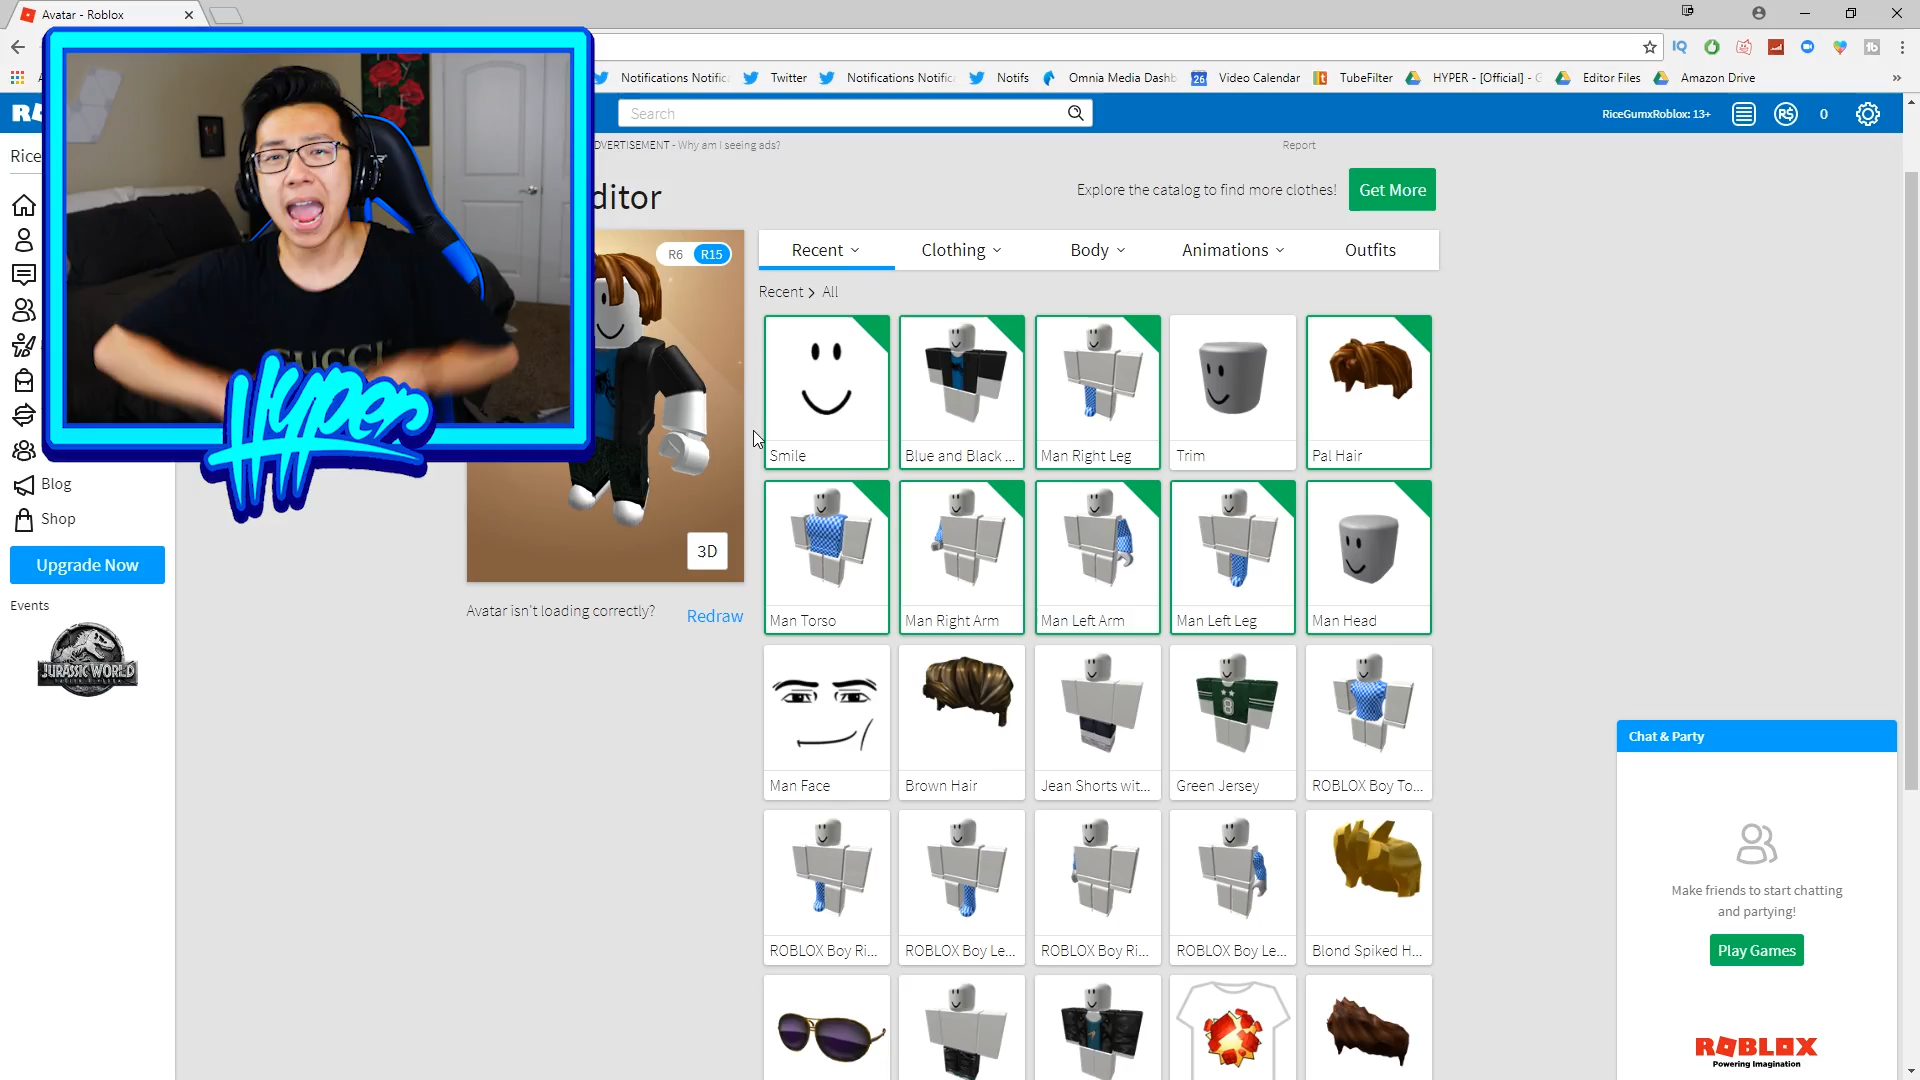 Avatar - Roblox
Notifications Notific
Twitter
Notifications Notific
Notifs
Omnia Media Dashb
26
Video Calendar
TubeFilter
HYPER - [Official] - G
Editor Files
Amazon Drive
Search
RiceGumxRoblox: 13+
0
Rice
DVERTISEMENT - Why am I seeing ads?
Report
ditor
Explore the catalog to find more clothes!
Get More
R6
R15
Recent
Clothing
Body
Animations
Outfits
Recent > All
GUCCI
Hyper
Smile
Blue and Black ...
Man Right Leg
Trim
Pal Hair
Blog
Shop
Upgrade Now
Events
JURASSIC WORLD
3D
Avatar isn't loading correctly?
Redraw
Man Torso
Man Right Arm
Man Left Arm
Man Left Leg
Man Head
Man Face
Brown Hair
Jean Shorts wit...
Green Jersey
ROBLOX Boy To...
ROBLOX Boy Ri...
ROBLOX Boy Le...
ROBLOX Boy Ri...
ROBLOX Boy Le...
Blond Spiked H...
Chat & Party
Make friends to start chatting
and partying!
Play Games
ROBLOX
Powering Imagination